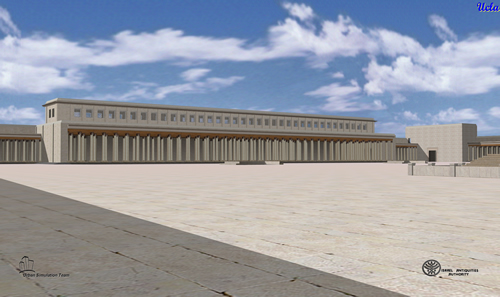 Ucla
Urban Simulation Team
ISRAEL ANTIQUITIES
AUTHORITY